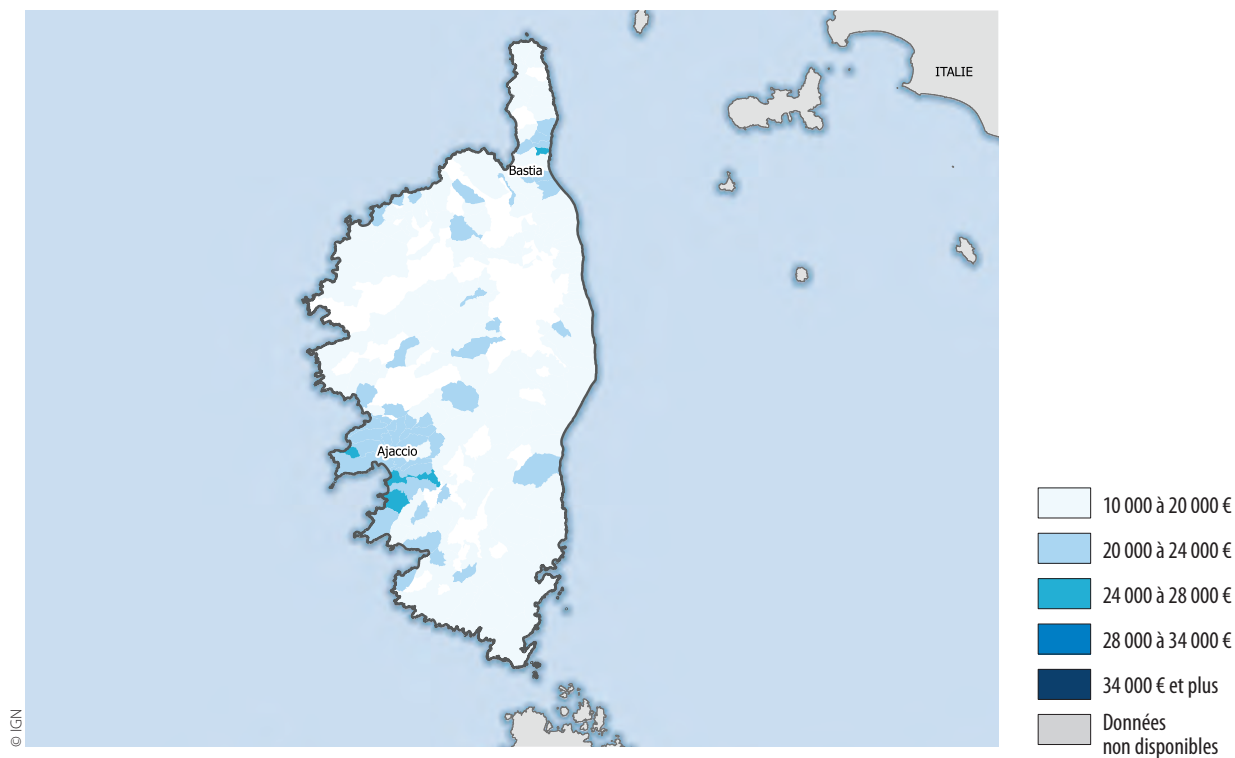 ITALIE
Bastia
Ajaccio
10 000 à 20 000 €
20 000 à 24 000 €
24 000 à 28 000 €
28 000 à 34 000 €
34 000 € et plus
Données
non disponibles
© IGN